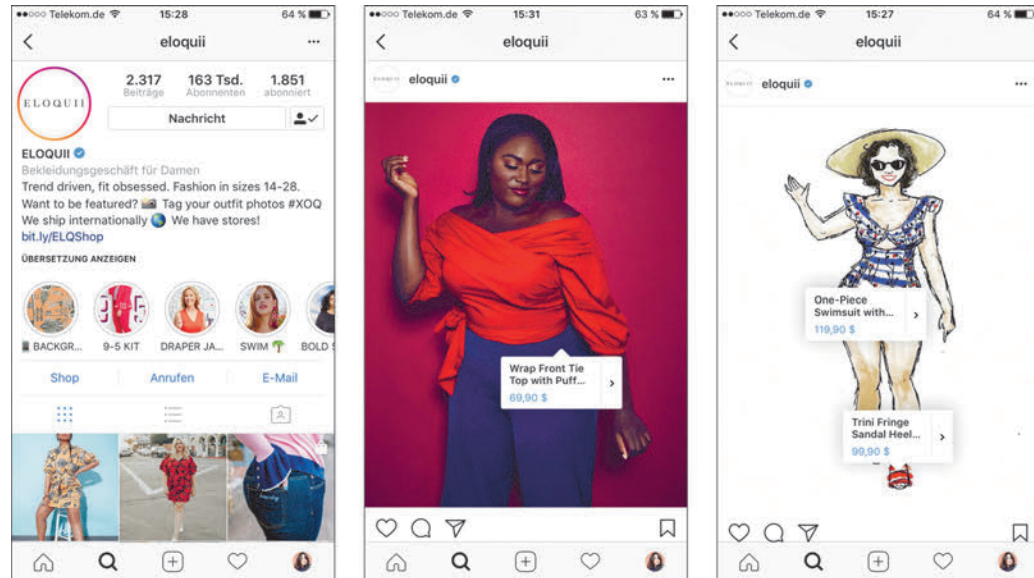 Telekom.de 15:28 64 %
eloquii
ELOQUII
2.317 163 Tsd. 1.851
Beiträge Abonnenten abonniert
Nachricht
ELOQUII
Bekleidungsgeschäft für Damen
Trend driven, fit obsessed. Fashion in sizes 14-28.
Want to be featured? Tag your outfit photos #XOQ
We ship internationally We have stores!
bit.ly/ELQShop
ÜBERSETZUNG ANZEIGEN
BACKGR... 9-5 KIT DRAPER JA... SWIM BOLD
Shop Anrufen E-Mail
Telekom.de 15:31 63 %
eloquii
ELOQUII eloquii
Wrap Front Tie
Top with Puff...
69,90 $
Telekom.de 15:27 64 %
eloquii
ELOQUII eloquii
One-Piece
Swimsuit with...
119,90 $
Trini Fringe
Sandal Heel...
99,90 $